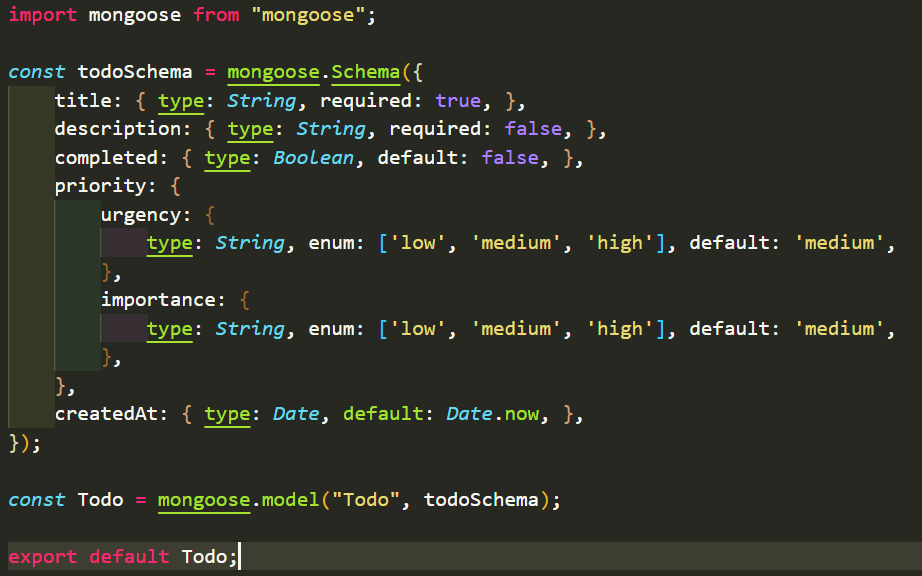 import mongoose from "mongoose";
const todoSchema = mongoose.Schema({
title: { type: String, required: true, },
description: { type: String, required: false, },
completed: { type: Boolean, default: false, },
priority: {
urgency: {
type: String, enum: ['low', 'medium', 'high'], default: 'medium',
},
importance: {
type: String, enum: ['low', 'medium', 'high'], default: 'medium',
},
},
createdAt: { type: Date, default: Date.now, },
});
const Todo = mongoose.model("Todo", todoSchema);
export default Todo;